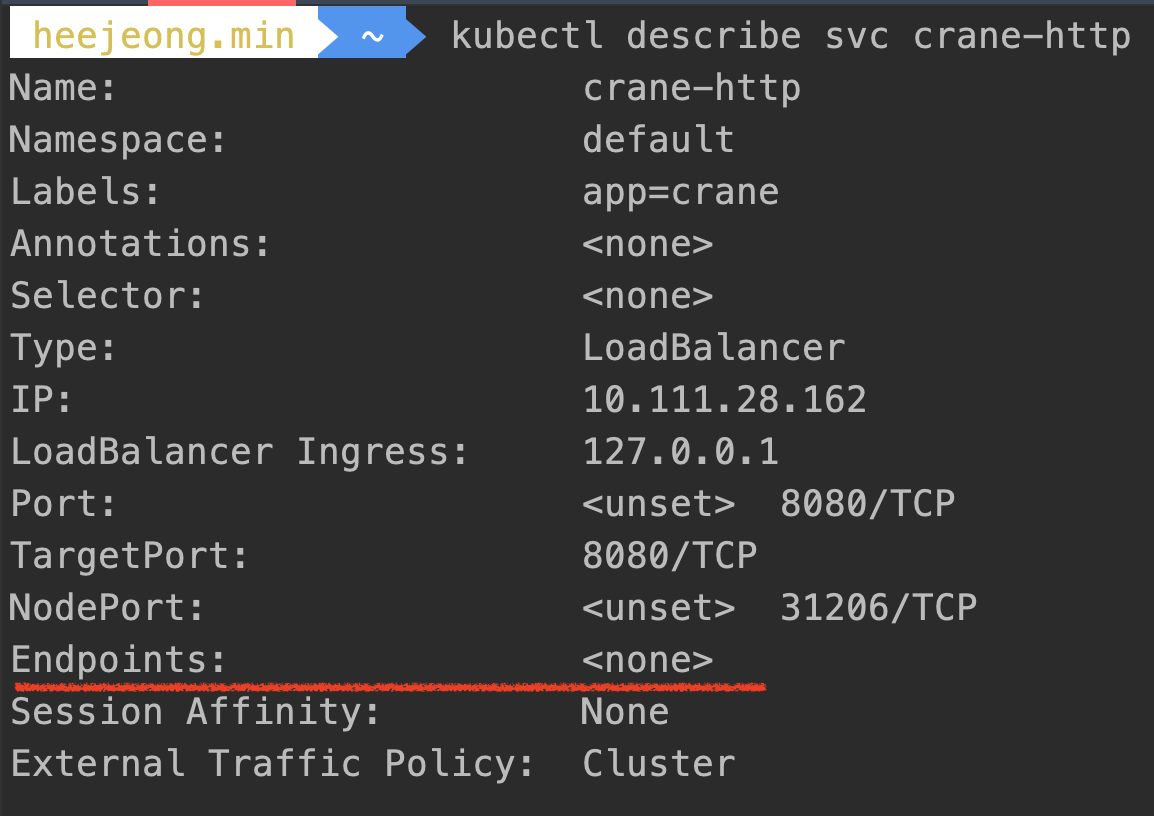 heejeong.min ~ kubectl describe svc crane-http
Name: crane-http
Namespace: default
Labels: app=crane
Annotations: <none>
Selector: <none>
Type: LoadBalancer
IP: 10.111.28.162
LoadBalancer Ingress: 127.0.0.1
Port: <unset> 8080/TCP
TargetPort: 8080/TCP
NodePort: <unset> 31206/TCP
Endpoints: <none>
Session Affinity: None
External Traffic Policy: Cluster